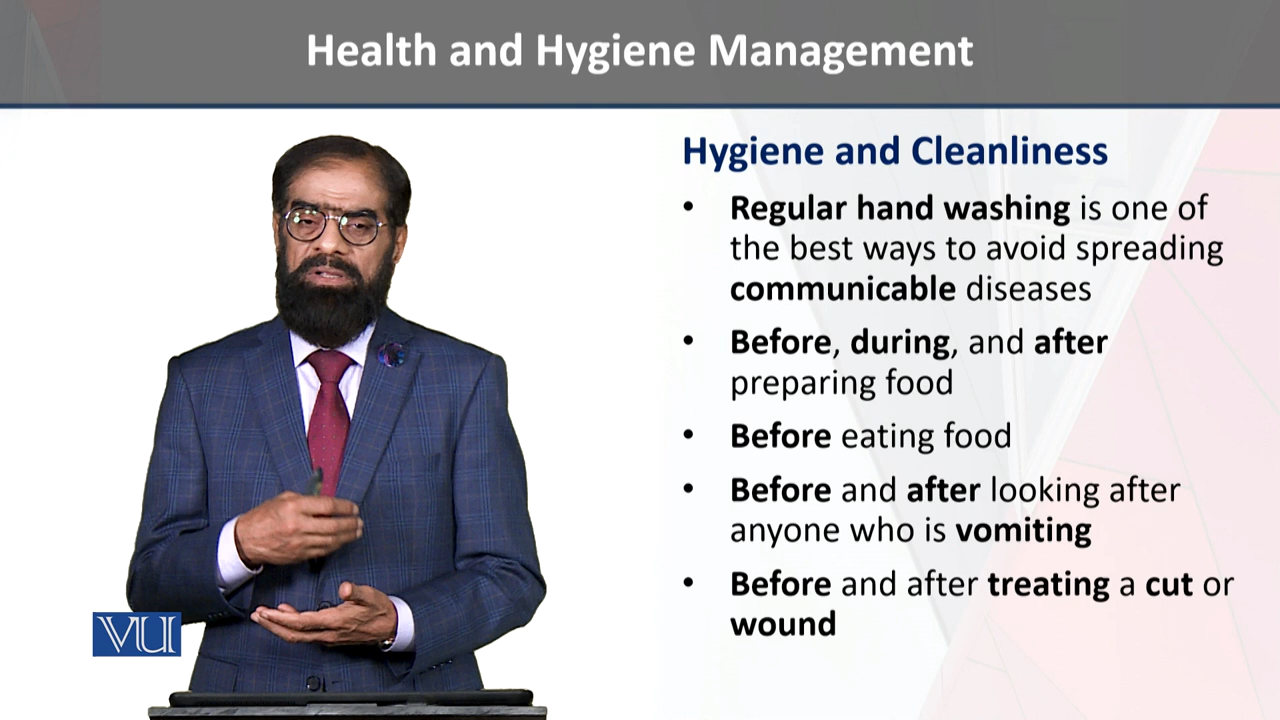 Health and Hygiene Management
Hygiene and Cleanliness
• Regular hand washing is one of
the best ways to avoid spreading
communicable diseases
• Before, during, and after
preparing food
• Before eating food
• Before and after looking after
anyone who is vomiting
• Before and after treating a cut or
wound
VU